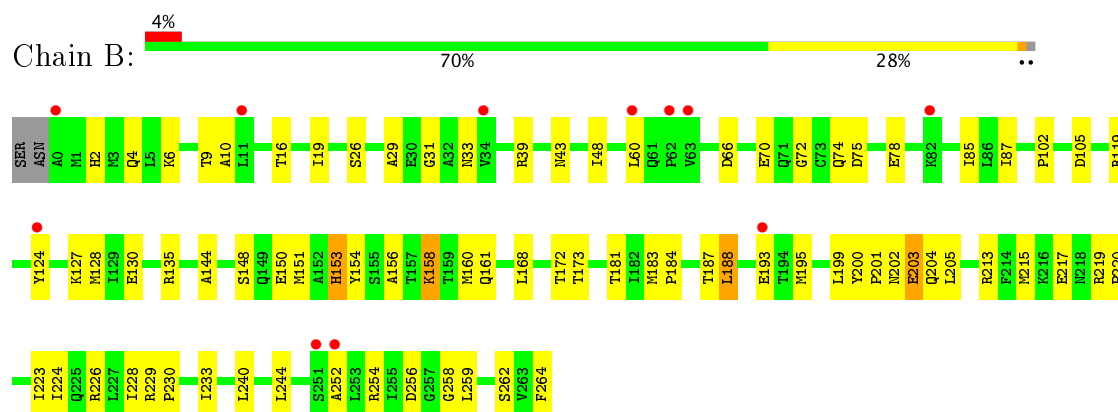 4%
Chain B:
70% 28%
SER ASN A0 M1 H2 M3 Q4 L5 K6 T9 A10 L11 T16 I19 S26 A29 E30 G31 A32 N33 V34 R39 N43 I48 L60 Q61 P62 V63 D66 E70 Q71 G72 C73 Q74 D75 E78 K82 I85 L86 I87 P102 D105
Y124 K127 M128 I129 E130 R135 A144 S148 Q149 E150 M151 A152 H153 Y154 S155 A156 T157 K158 T159 M160 Q161 L168 T172 T173 T181 I182 M183 P184 T187 L188 E193 T194 M195 L199 Y200 P201 N202 E203 Q204 L205 R213 F214 M215 K216 E217 N218 R219
I223 I224 Q225 R226 L227 I228 R229 P230 I233 L240 L244 S251 A252 L253 R254 I255 D256 G257 G258 L259 S262 V263 F264